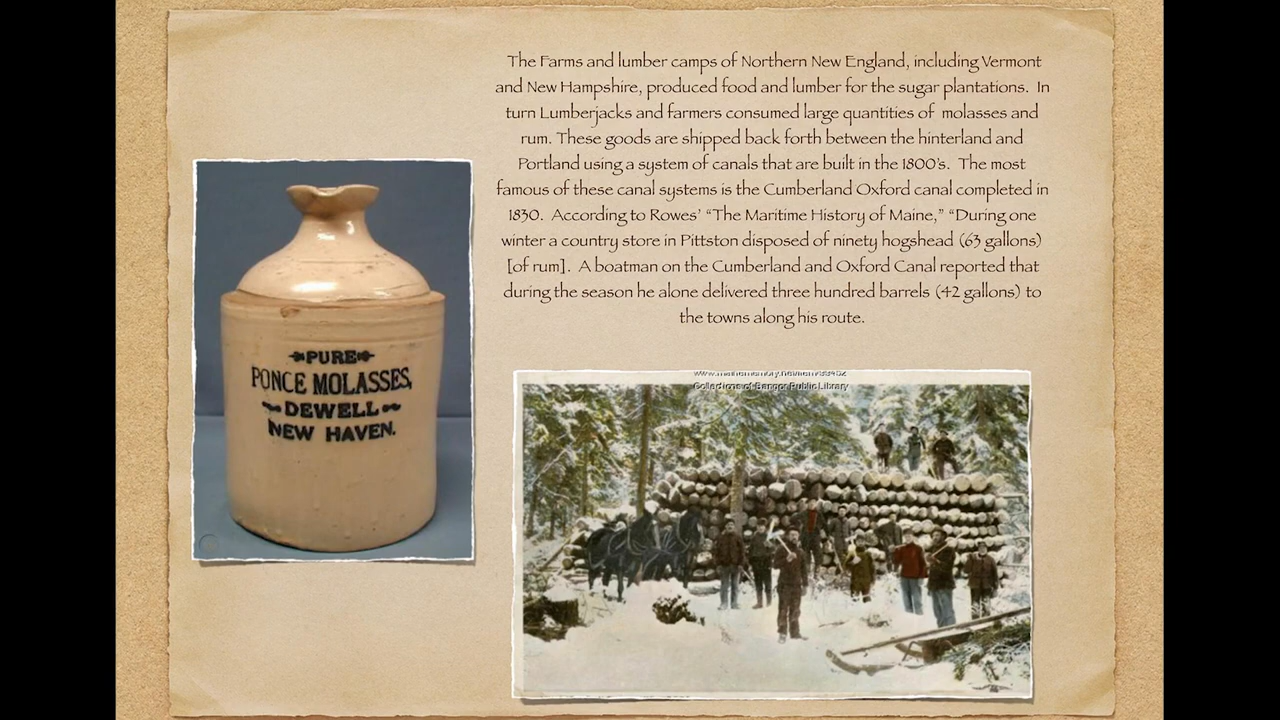 The Farms and lumber camps of Northern New England, including Vermont
and New Hampshire, produced food and lumber for the sugar plantations. In
turn Lumberjacks and farmers consumed large quantities of molasses and
rum. These goods are shipped back forth between the hinterland and
Portland using a system of canals that are built in the 1800's. The most
famous of these canal systems is the Cumberland Oxford canal completed in
1830. According to Rowes' “The Maritime History of Maine,” “During one
winter a country store in Pittston disposed of ninety hogshead (63 gallons)
[of rum]. A boatman on the Cumberland and Oxford Canal reported that
during the season he alone delivered three hundred barrels (42 gallons) to
the towns along his route.
PURE
PONCE MOLASSES,
DEWELL
NEW HAVEN.
Collections of Bangor Public Library